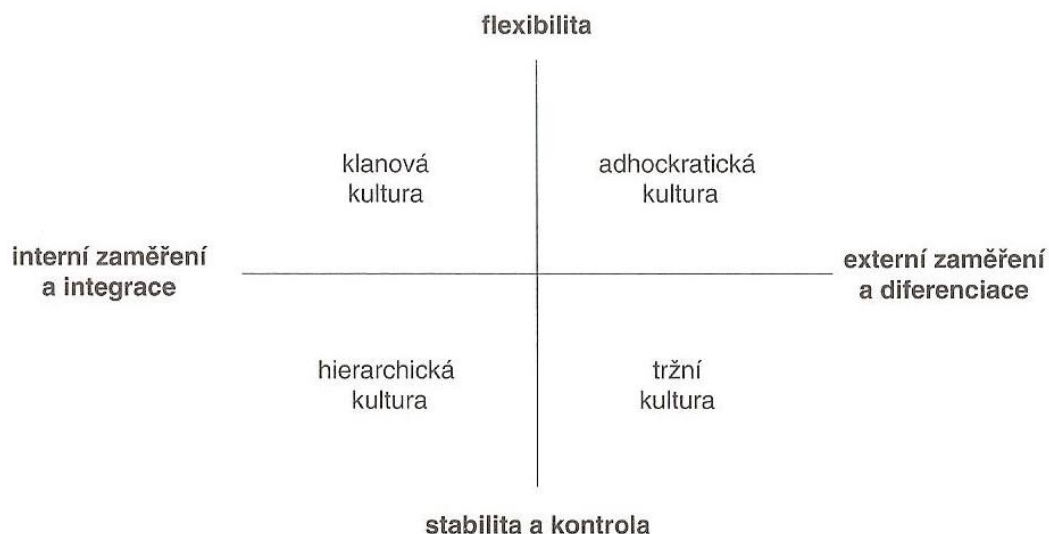 flexibilita
klanová
kultura
adhockratická
kultura
interní zaměření
a integrace
externí zaměření
a diferenciace
hierarchická
kultura
tržní
kultura
stabilita a kontrola